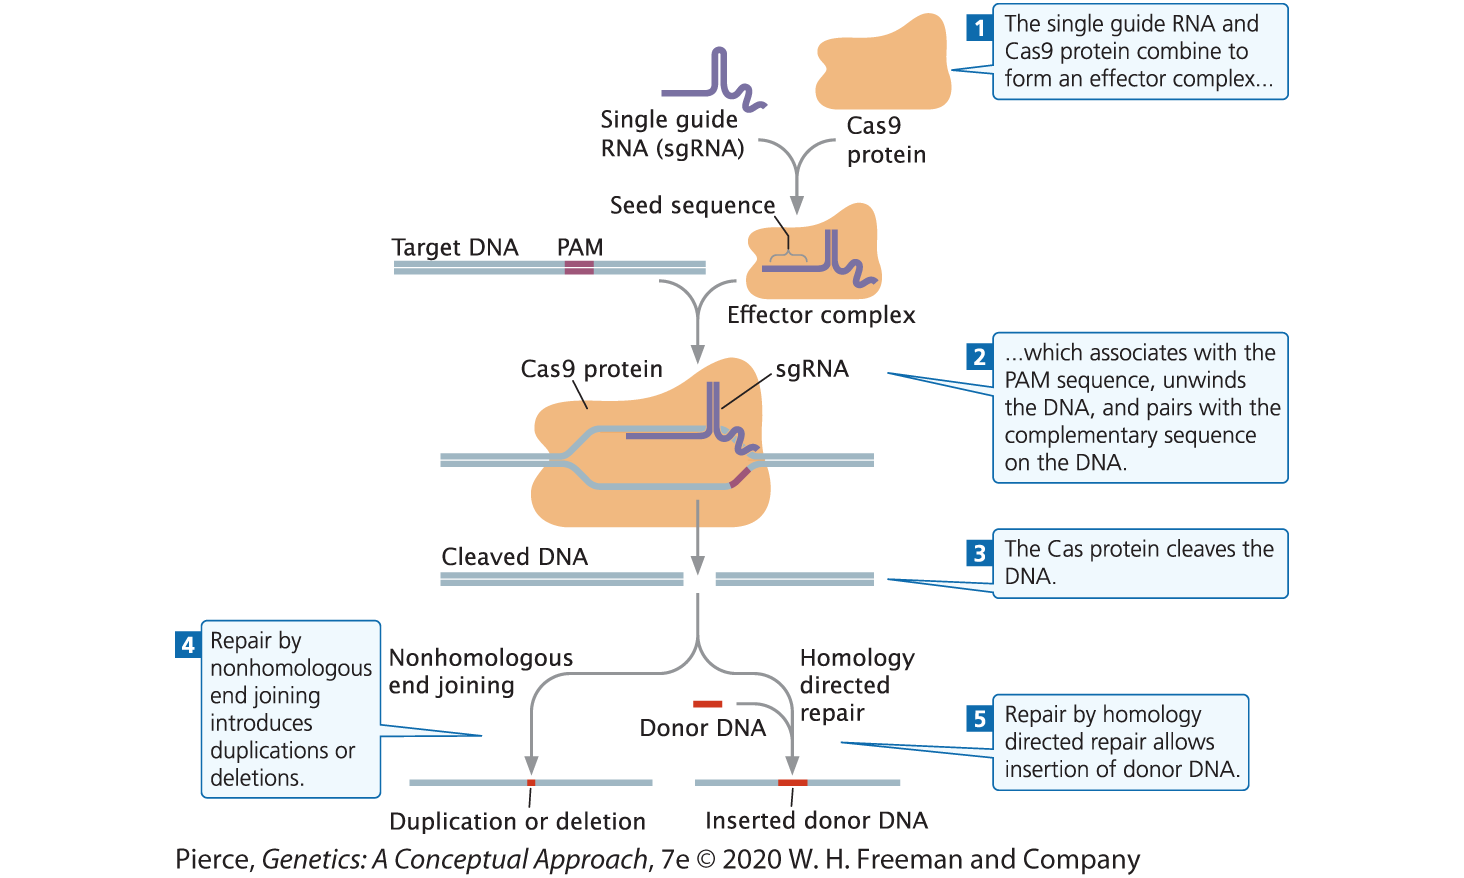 1
The single guide RNA and
Cas9 protein combine to
form an effector complex...
Single guide
RNA (sgRNA)
Cas9
protein
Seed sequence
Target DNA
PAM
Effector complex
Cas9 protein
sgRNA
2
...which associates with the
PAM sequence, unwinds
the DNA, and pairs with the
complementary sequence
on the DNA.
Cleaved DNA
3
The Cas protein cleaves the
DNA.
4
Repair by
nonhomologous
end joining
introduces
duplications or
deletions.
Nonhomologous
end joining
Homology
directed
repair
Donor DNA
5
Repair by homology
directed repair allows
insertion of donor DNA.
Duplication or deletion
Inserted donor DNA
Pierce, Genetics: A Conceptual Approach, 7e © 2020 W. H. Freeman and Company